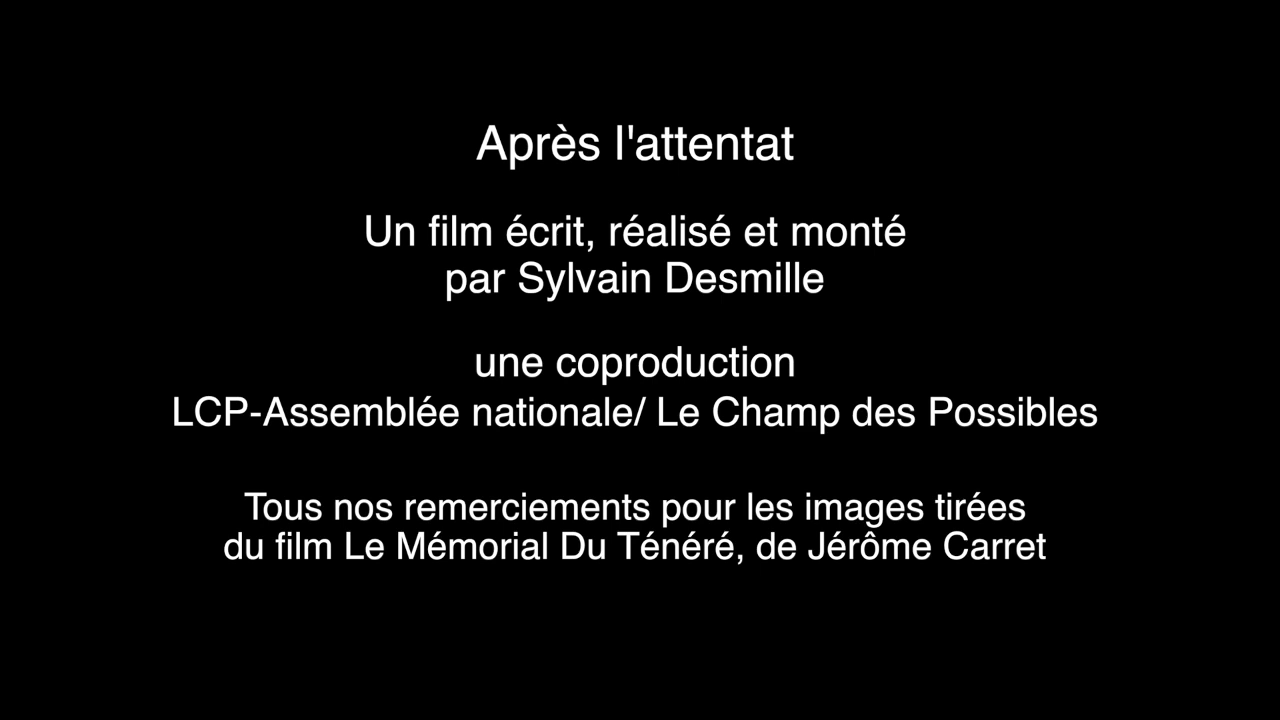 Après l'attentat
Un film écrit, réalisé et monté
par Sylvain Desmille
une coproduction
LCP-Assemblée nationale/ Le Champ des Possibles
Tous nos remerciements pour les images tirées
du film Le Mémorial Du Ténéré, de Jérôme Carret